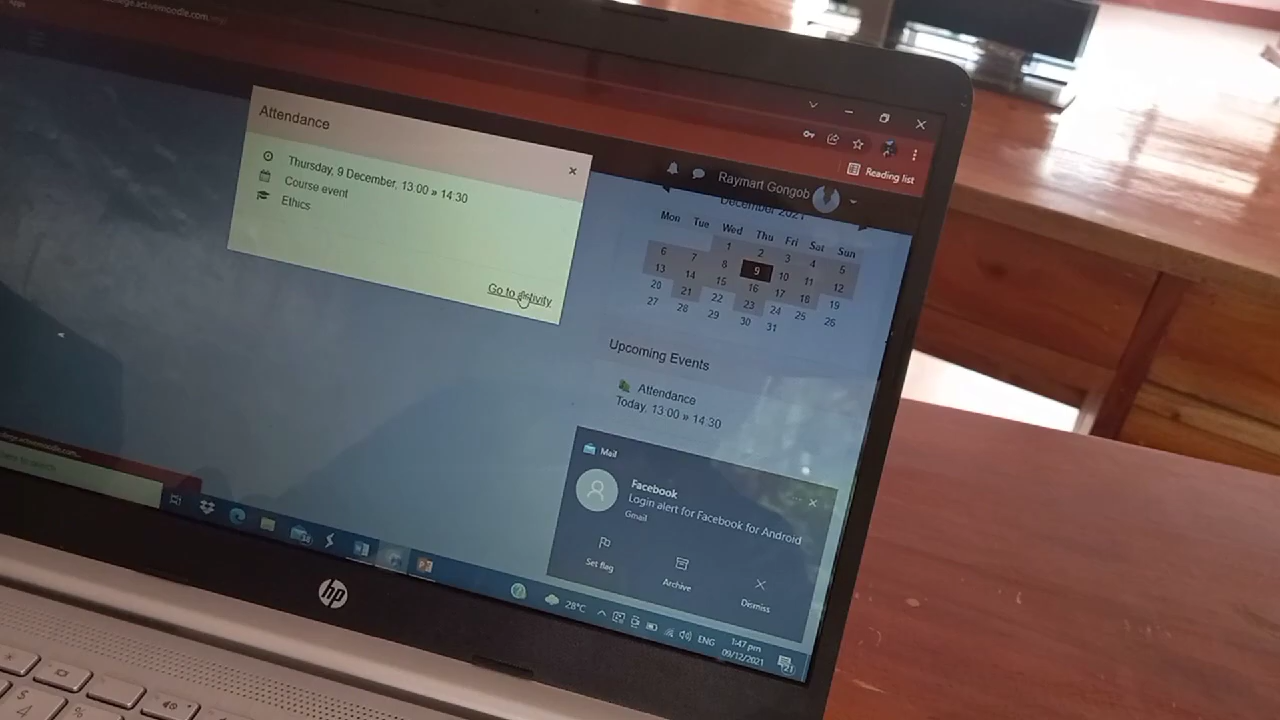 Apps
Attendance
Thursday, 9 December, 13:00 » 14:30
Course event
Ethics
Go to activity
Reading list
Raymart Gongob
December 2021
Mon Tue Wed Thu Fri Sat Sun
1 2 3 4 5
6 7 8 9 10 11 12
13 14 15 16 17 18 19
20 21 22 23 24 25 26
27 28 29 30 31
Upcoming Events
Attendance
Today, 13:00 » 14:30
Mail
Facebook
Login alert for Facebook for Android
Gmail
Set flag
Archive
Dismiss
28°C
ENG
1:47 pm
09/12/2021
21
hp